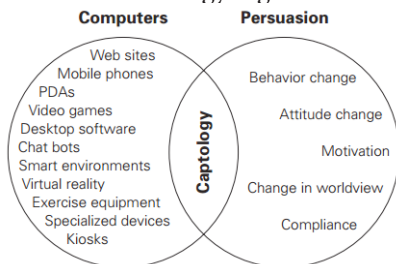 Computers
Persuasion
Web sites
Mobile phones
PDAs
Video games
Desktop software
Chat bots
Smart environments
Virtual reality
Exercise equipment
Specialized devices
Kiosks
Captology
Behavior change
Attitude change
Motivation
Change in worldview
Compliance